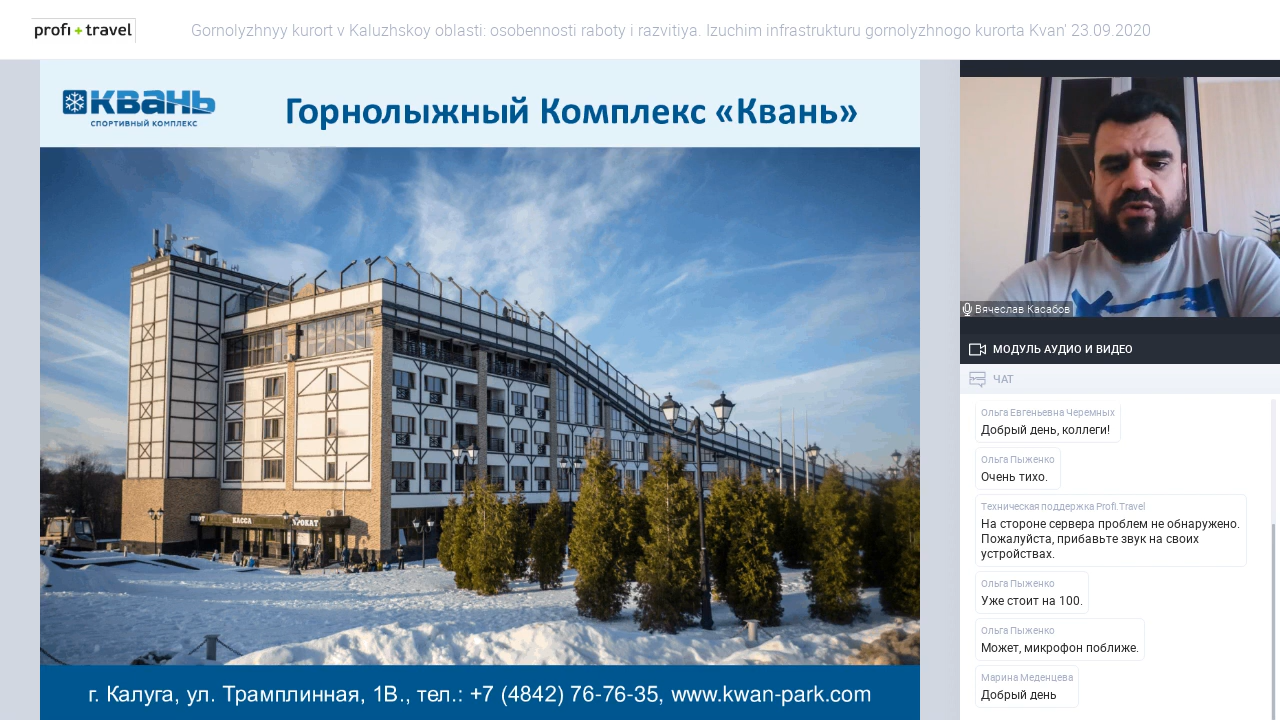 profi + travel
Gornolyzhnyy kurort v Kaluzhskoy oblasti: osobennosti raboty i razvitiya. Izuchim infrastrukturu gornolyzhnogo kurorta Kvan' 23.09.2020
КВАНЬ
СПОРТИВНЫЙ КОМПЛЕКС
Горнолыжный Комплекс «Квань»
КАССА
ПРОКАТ
г. Калуга, ул. Трамплинная, 1В., тел.: +7 (4842) 76-76-35, www.kwan-park.com
Вячеслав Касабов
МОДУЛЬ АУДИО И ВИДЕО
ЧАТ
Ольга Евгеньевна Черемных
Добрый день, коллеги!
Ольга Пыженко
Очень тихо.
Техническая поддержка Profi.Travel
На стороне сервера проблем не обнаружено.
Пожалуйста, прибавьте звук на своих
устройствах.
Ольга Пыженко
Уже стоит на 100.
Ольга Пыженко
Может, микрофон поближе.
Марина Меденцева
Добрый день